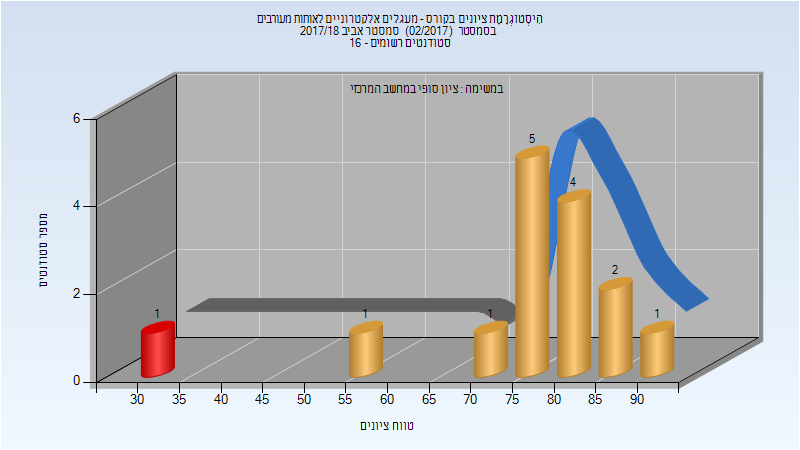 הִיסְטוֹגְרָמַת ציונים בקורס - מעגלים אלקטרוניים לאותות מעורבים
בסמסטר (02/2017) סמסטר אביב 2017/18
סטודנטים רשומים - 16
במשימה : ציון סופי במחשב המרכזי
מספר סטודנטים
6
4
2
0
1
1
1
5
4
2
1
30 35 40 45 50 55 60 65 70 75 80 85 90
טווח ציונים